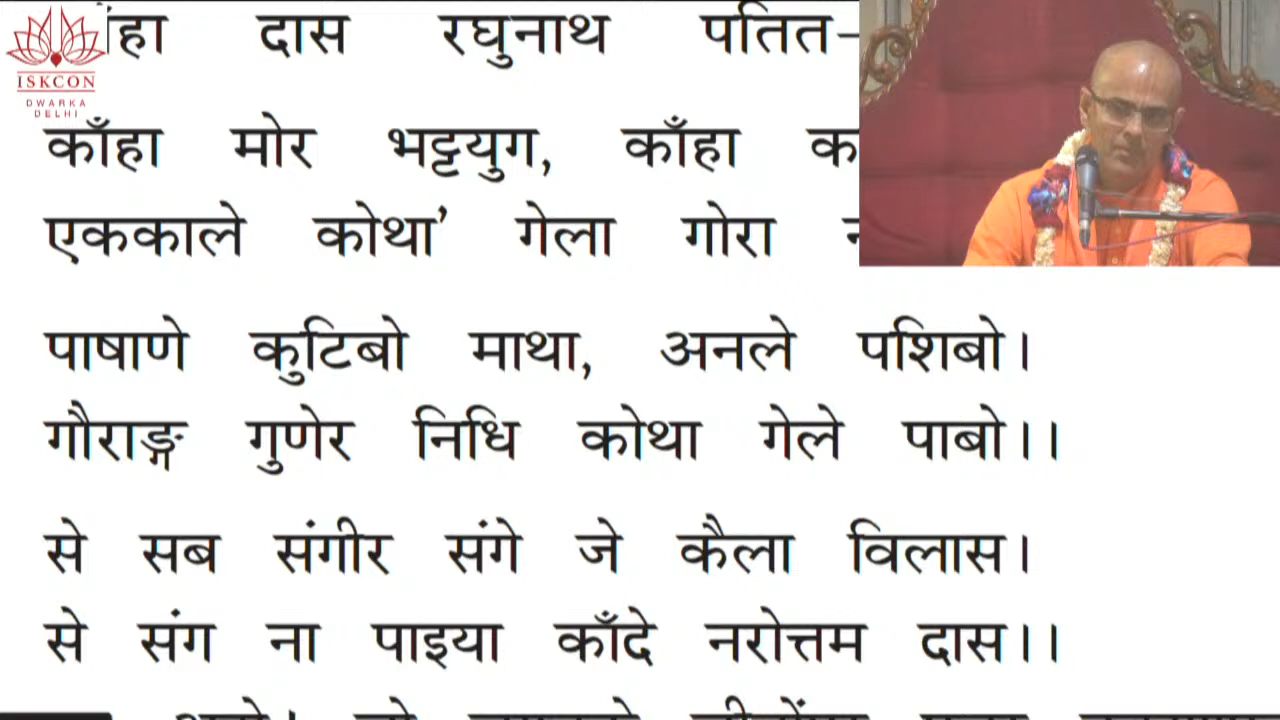 ISKCON
DWARKA
DELHI
दास रघुनाथ पतित-
काँहा मोर भट्टयुग, काँहा क
एककाले कोथा’ गेला गोरा
पाषाणे कुटिबो माथा, अनले पशिबो।
गौराङ्ग गुणेर निधि कोथा गेले पाबो।।
से सब संगीर संगे जे कैला विलास।
से संग ना पाइया काँदे नरोत्तम दास।।